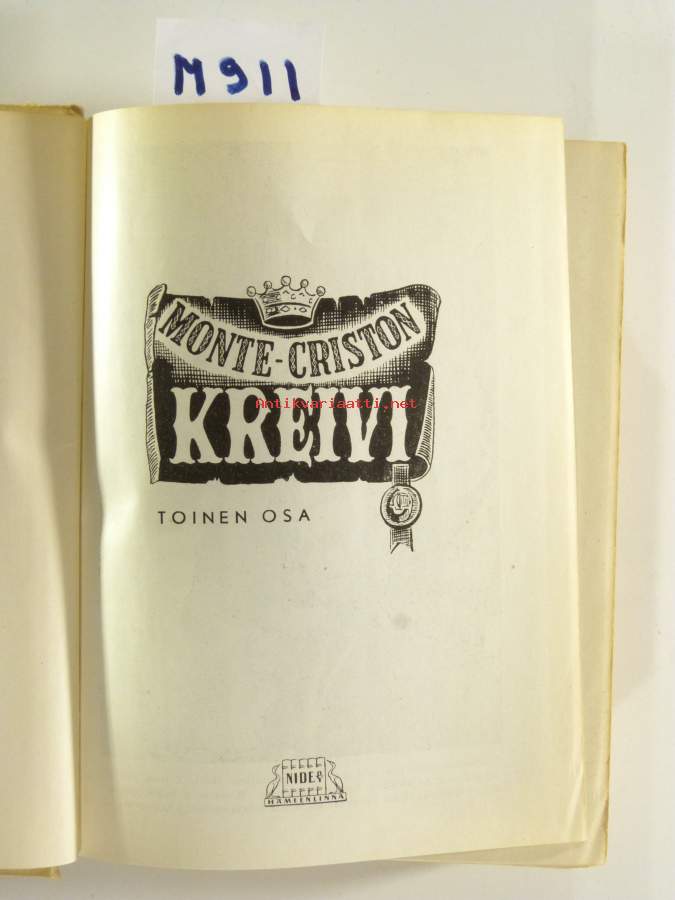 M911
MONTE-CRISTON
KREIVI
Antikvariaatti.net
TOINEN OSA
NIDE
HÄMEENLINNA